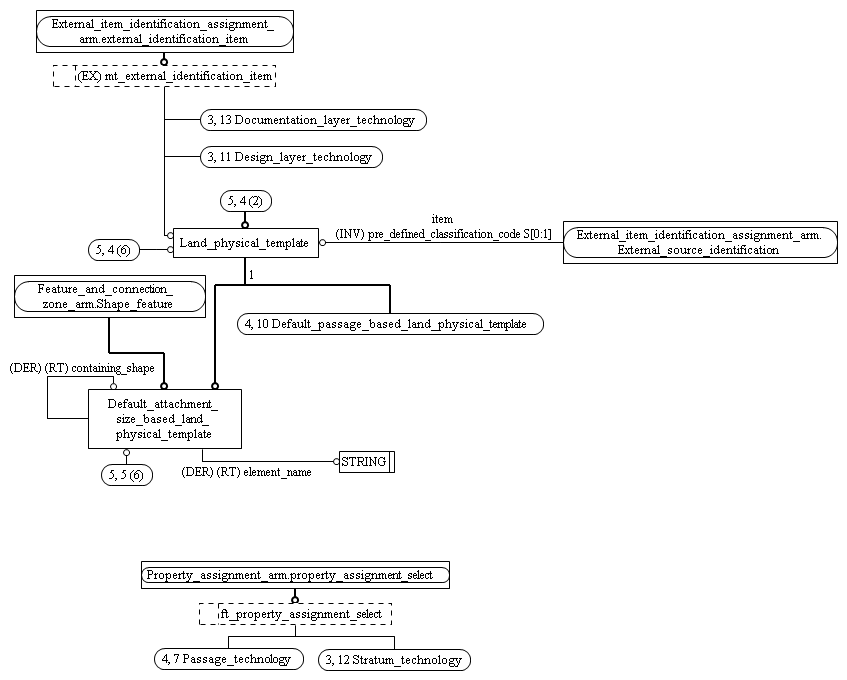 External_item_identification_assignment_
arm.external_identification_item
(EX) mt_external_identification_item
3, 13 Documentation_layer_technology
3, 11 Design_layer_technology
5, 4 (2)
item
(INV) pre_defined_classification_code S[0:1]
External_item_identification_assignment_arm.
External_source_identification
Land_physical_template
5, 4 (6)
1
Feature_and_connection_
zone_arm.Shape_feature
4, 10 Default_passage_based_land_physical_template
(DER) (RT) containing_shape
Default_attachment_
size_based_land_
physical_template
STRING
(DER) (RT) element_name
5, 5 (6)
Property_assignment_arm.property_assignment_select
ft_property_assignment_select
4, 7 Passage_technology
3, 12 Stratum_technology